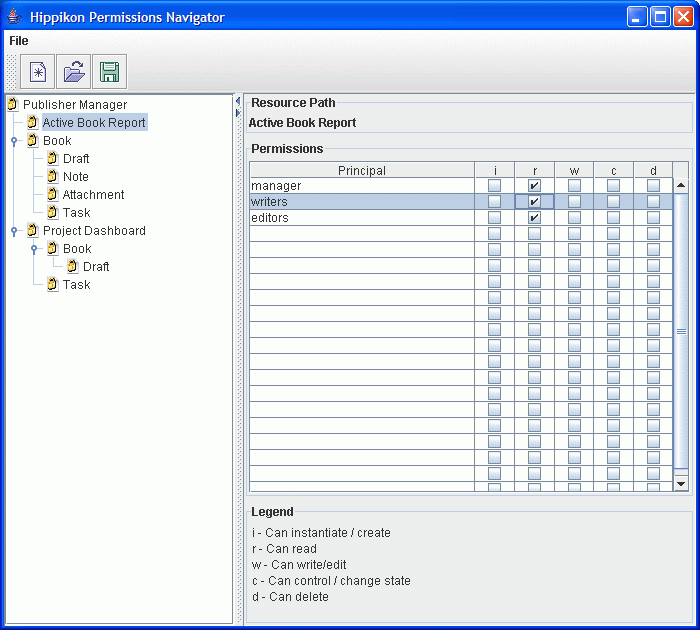 Hippikon Permissions Navigator
File
Publisher Manager
Active Book Report
Book
Draft
Note
Attachment
Task
Project Dashboard
Book
Draft
Task
Resource Path
Active Book Report
Permissions
Principal i r w c d
manager
writers
editors
Legend
i - Can instantiate / create
r - Can read
w - Can write/edit
c - Can control / change state
d - Can delete